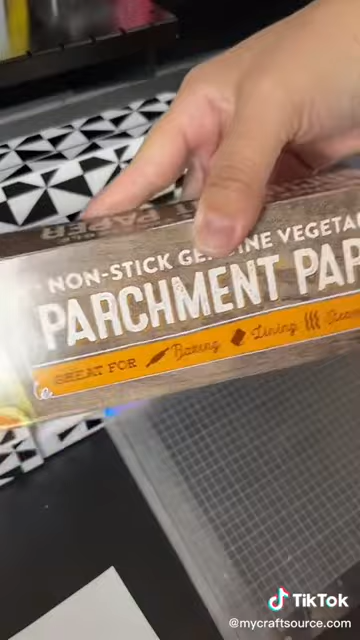 PAPER
NON-STICK GENUINE VEGETA
PARCHMENT PAP
GREAT FOR Baking Lining Steam
TikTok
@mycraftsource.com